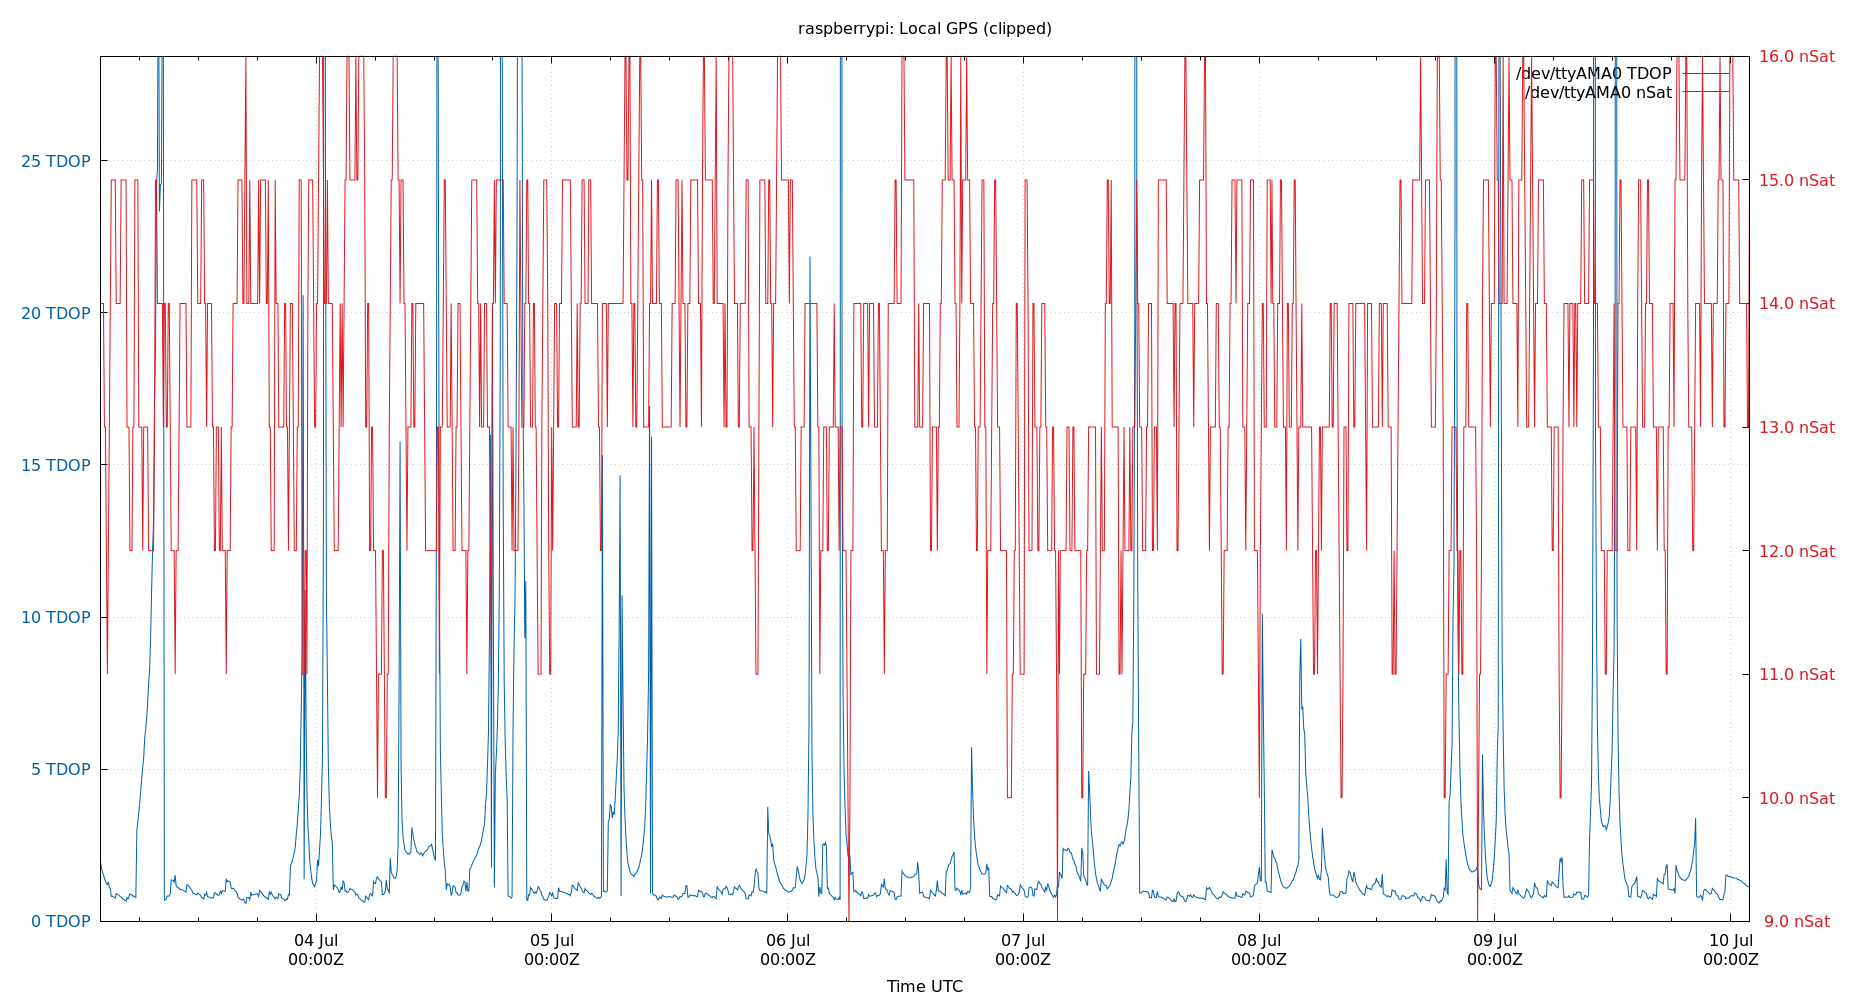 raspberrypi: Local GPS (clipped)
16.0 nSat
/dev/ttyAMA0 TDOP
/dev/ttyAMA0 nSat
25 TDOP
15.0 nSat
20 TDOP
14.0 nSat
13.0 nSat
15 TDOP
12.0 nSat
10 TDOP
11.0 nSat
5 TDOP
10.0 nSat
0 TDOP
9.0 nSat
04 Jul
00:00Z
05 Jul
00:00Z
06 Jul
00:00Z
07 Jul
00:00Z
08 Jul
00:00Z
09 Jul
00:00Z
10 Jul
00:00Z
Time UTC